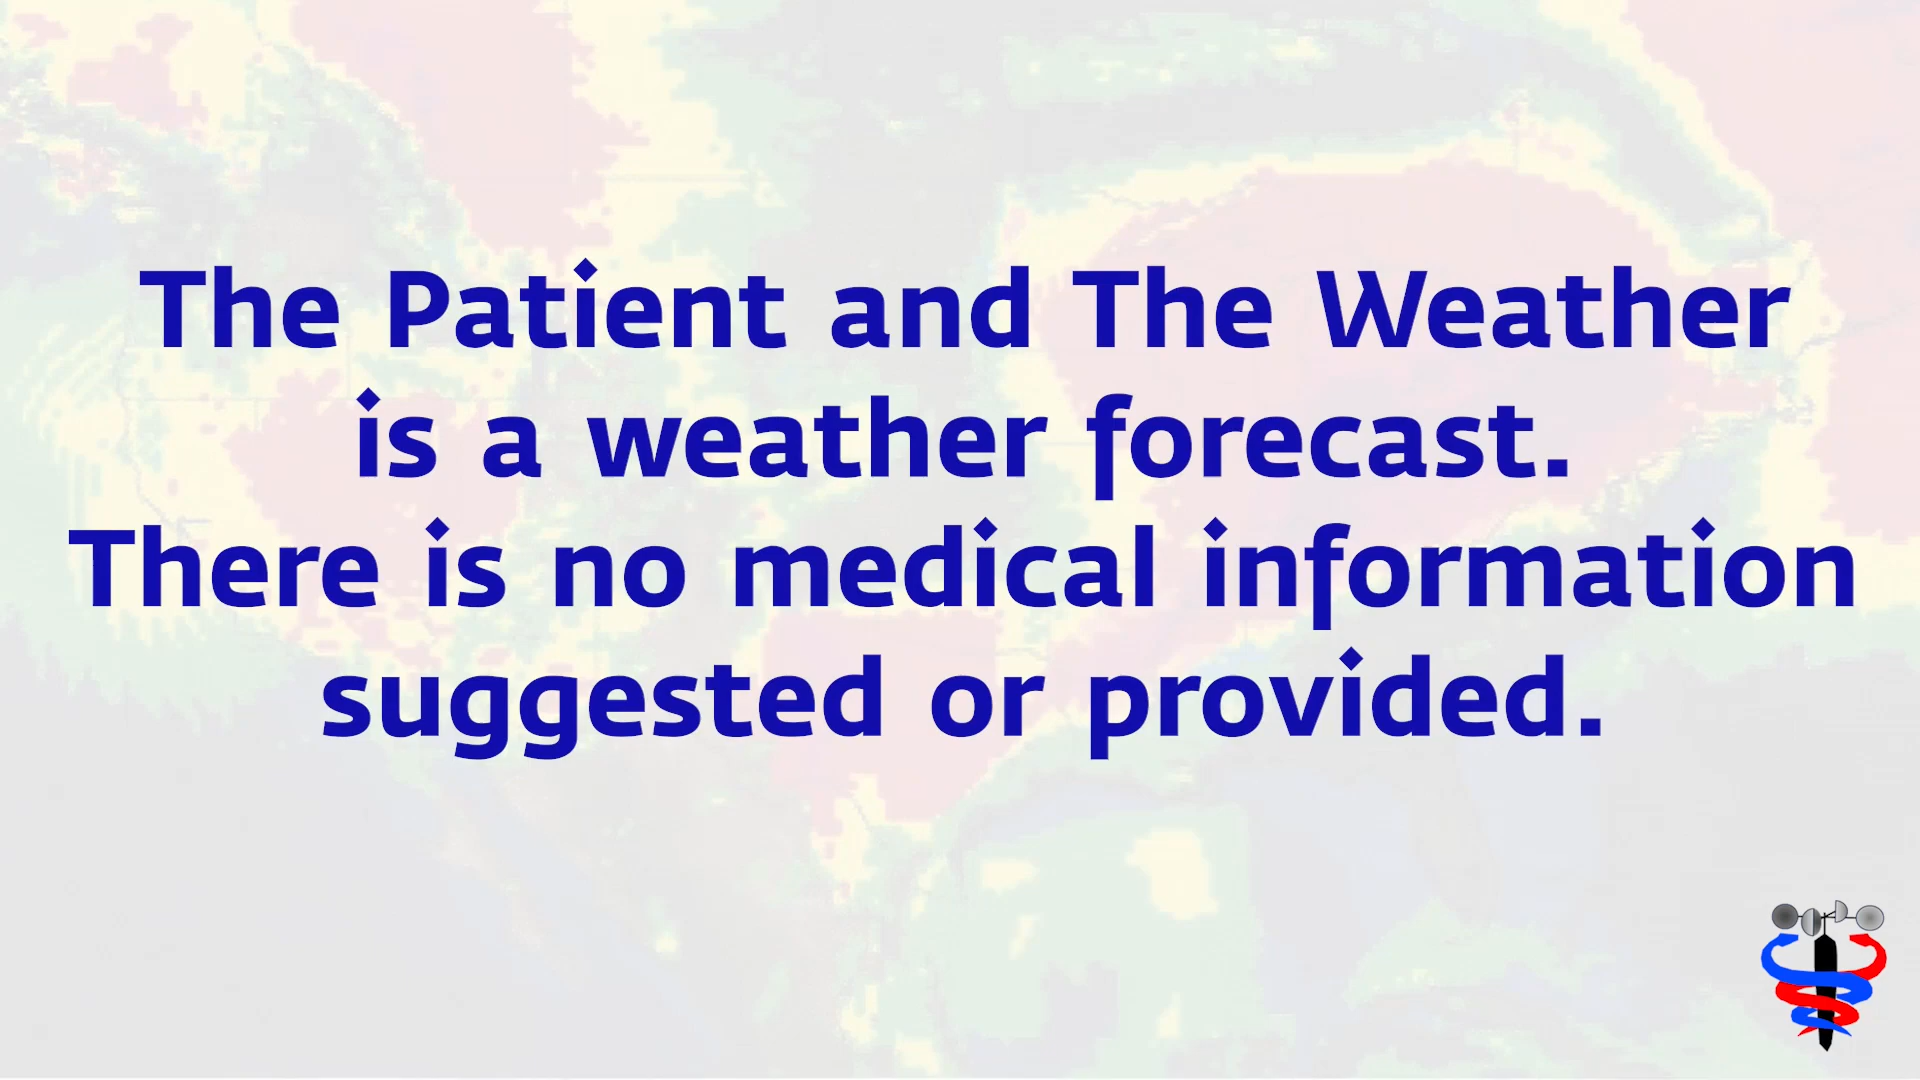 The Patient and The Weather
is a weather forecast.
There is no medical information
suggested or provided.